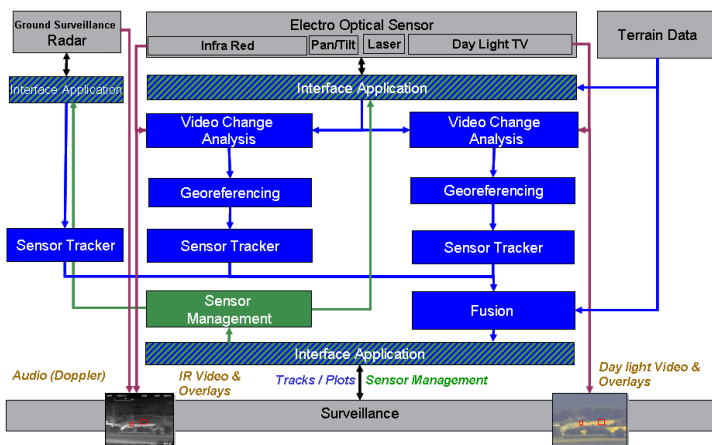 Ground Surveillance
Radar
Electro Optical Sensor
Infra Red
Pan/Tilt
Laser
Day Light TV
Terrain Data
Interface Application
Interface Application
Video Change
Analysis
Video Change
Analysis
Georeferencing
Georeferencing
Sensor Tracker
Sensor Tracker
Sensor Tracker
Sensor
Management
Fusion
Interface Application
Audio (Doppler)
IR Video &
Overlays
Tracks / Plots
Sensor Management
Day light Video &
Overlays
Surveillance